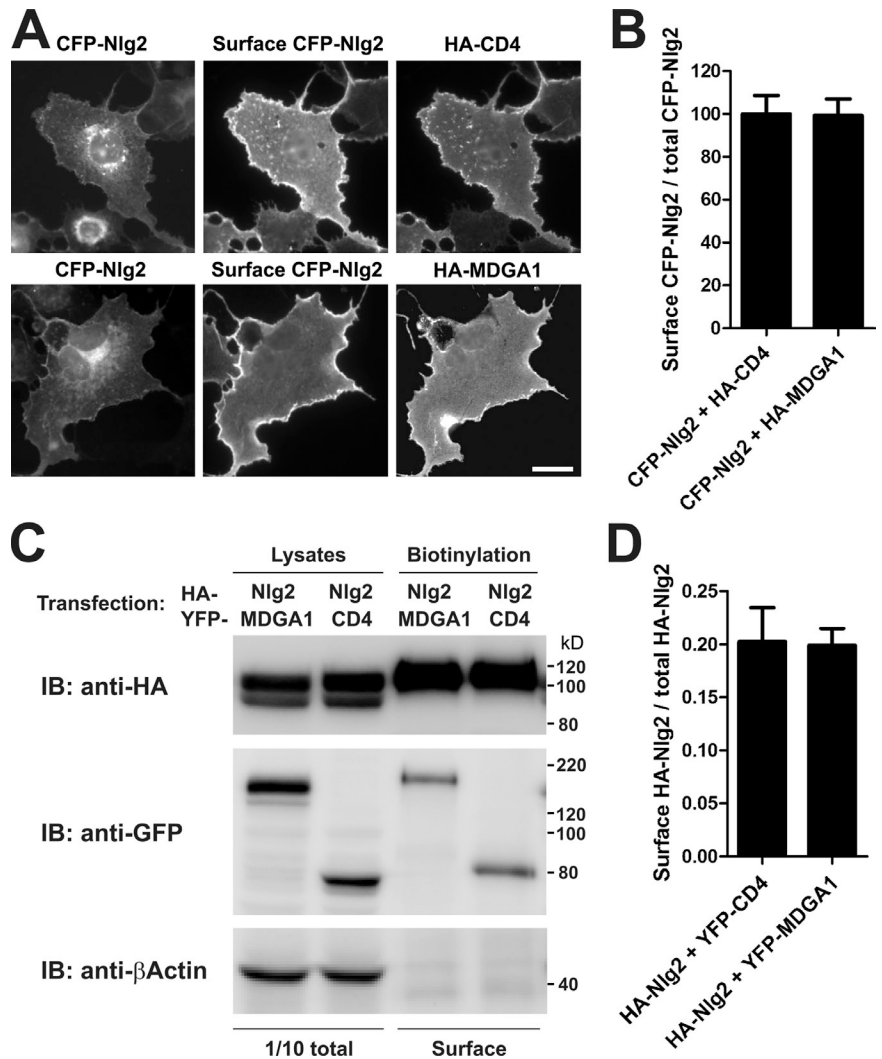 A
CFP-Nlg2 Surface CFP-Nlg2 HA-CD4
CFP-Nlg2 Surface CFP-Nlg2 HA-MDGA1
B
Surface CFP-Nlg2 / total CFP-Nlg2
120
100
80
60
40
20
0
CFP-Nlg2 + HA-CD4
CFP-Nlg2 + HA-MDGA1
C
Lysates Biotinylation
Transfection: HA- Nlg2 Nlg2 Nlg2 Nlg2
YFP- MDGA1 CD4 MDGA1 CD4
kD
IB: anti-HA
120
100
80
IB: anti-GFP
220
120
100
80
IB: anti-βActin
40
1/10 total Surface
D
Surface HA-Nlg2 / total HA-Nlg2
0.25
0.20
0.15
0.10
0.05
0.00
HA-Nlg2 + YFP-CD4
HA-Nlg2 + YFP-MDGA1